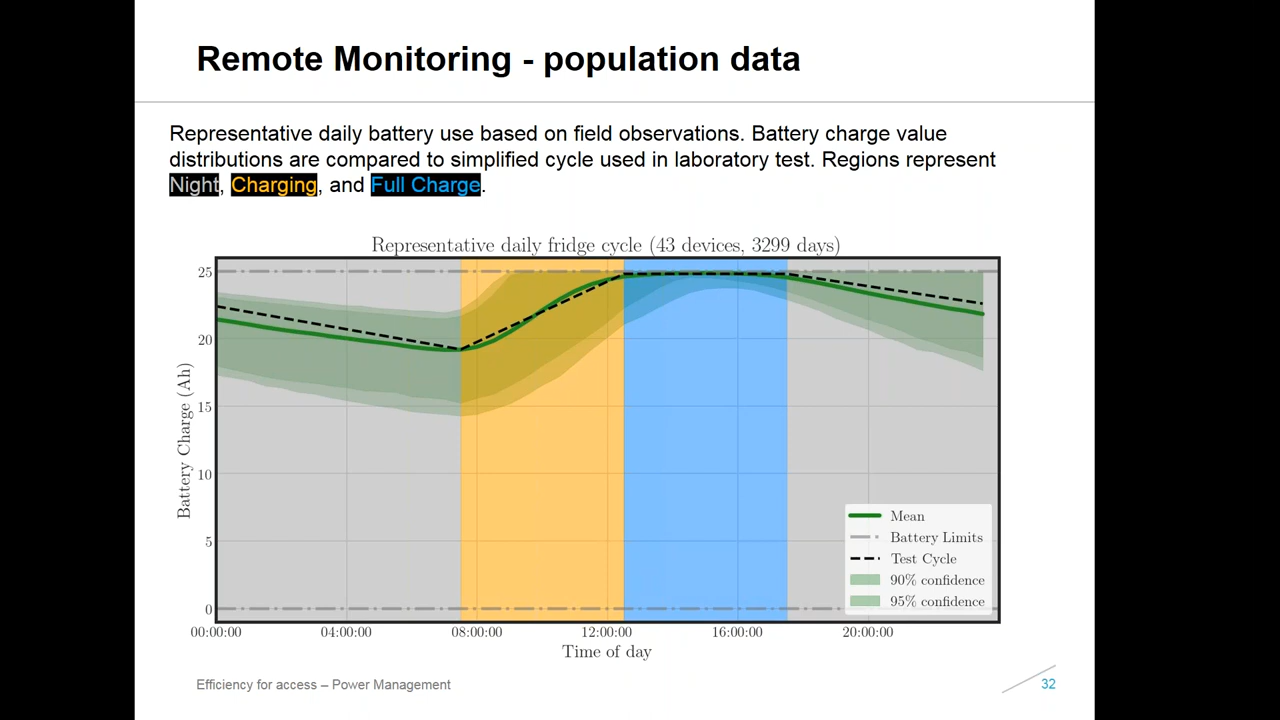 Remote Monitoring - population data
Representative daily battery use based on field observations. Battery charge value
distributions are compared to simplified cycle used in laboratory test. Regions represent
Night, Charging, and Full Charge.
Representative daily fridge cycle (43 devices, 3299 days)
25
20
15
10
5
0
Battery Charge (Ah)
Mean
Battery Limits
Test Cycle
90% confidence
95% confidence
00:00:00 04:00:00 08:00:00 12:00:00 16:00:00 20:00:00
Time of day
Efficiency for access – Power Management
32